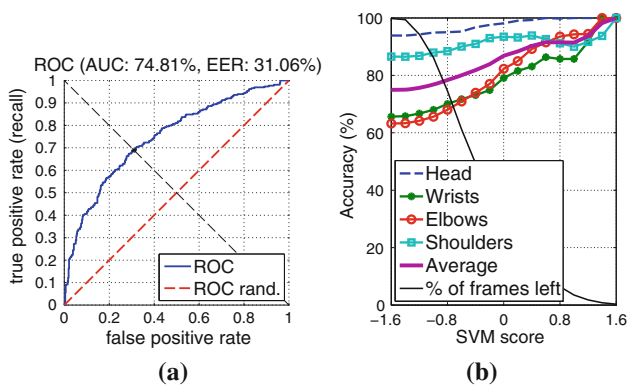 ROC (AUC: 74.81%, EER: 31.06%)
true positive rate (recall)
1
0.9
0.8
0.7
0.6
0.5
0.4
0.3
0.2
0.1
0
0 0.2 0.4 0.6 0.8 1
false positive rate
ROC
ROC rand.
(a)
Accuracy (%)
100
80
60
40
20
0
−1.6 −0.8 0 0.8 1.6
SVM score
Head
Wrists
Elbows
Shoulders
Average
% of frames left
(b)